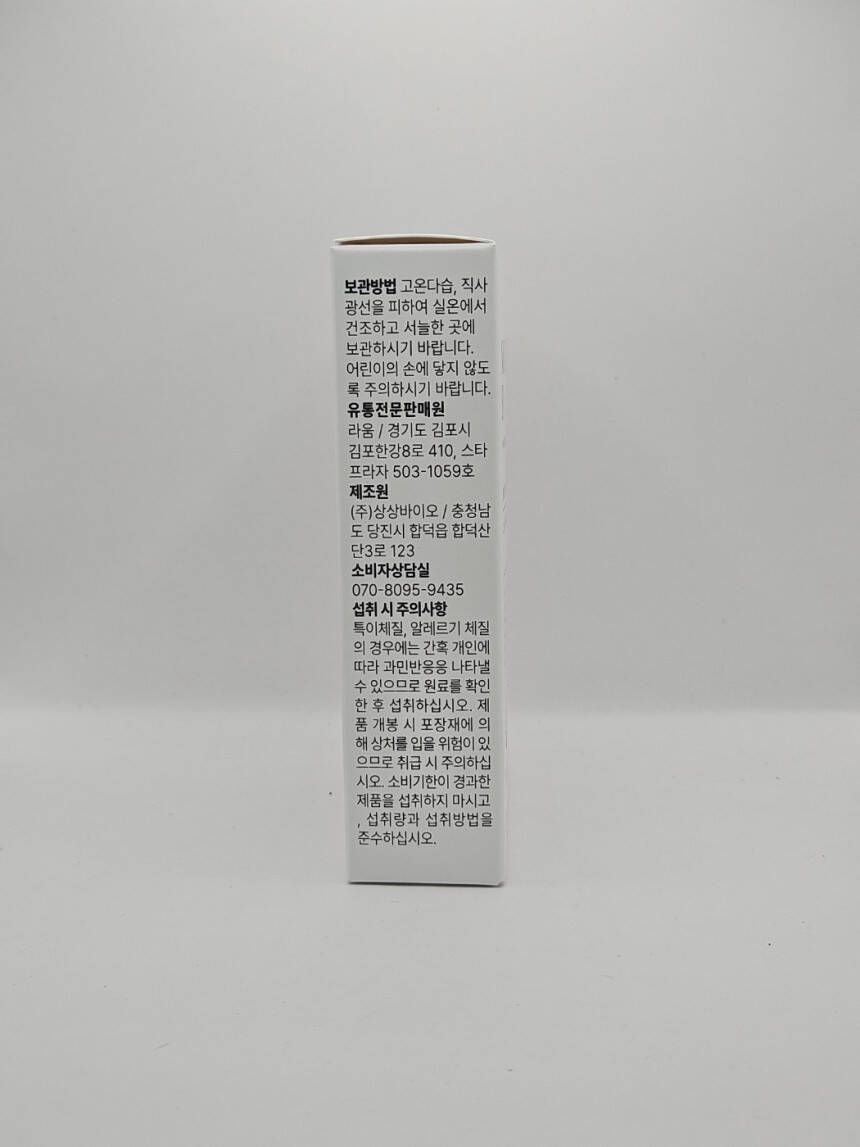 보관방법 고온다습, 직사
광선을 피하여 실온에서
건조하고 서늘한 곳에
보관하시기 바랍니다.
어린이의 손에 닿지 않도
록 주의하시기 바랍니다.
유통전문판매원
라움 / 경기도 김포시
김포한강8로 410, 스타
프라자 503-1059호
제조원
(주)상상바이오 / 충청남
도 당진시 합덕읍 합덕산
단3로 123
소비자상담실
070-8095-9435
섭취 시 주의사항
특이체질, 알레르기 체질
의 경우에는 간혹 개인에
따라 과민반응응 나타낼
수 있으므로 원료를 확인
한 후 섭취하십시오. 제
품 개봉 시 포장재에 의
해 상처를 입을 위험이 있
으므로 취급 시 주의하십
시오. 소비기한이 경과한
제품을 섭취하지 마시고
, 섭취량과 섭취방법을
준수하십시오.